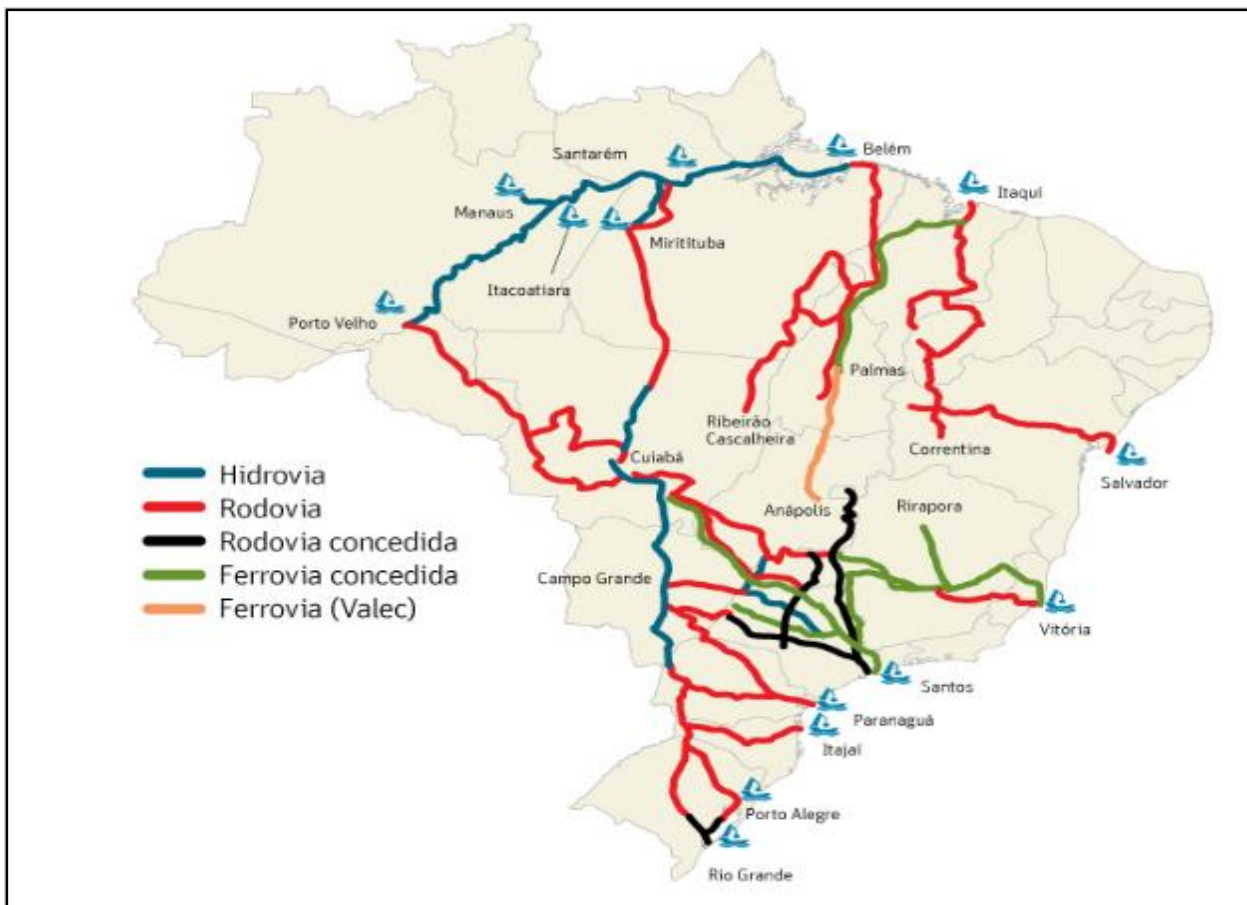 Belém
Santarém
Itaquí
Manaus
Miritituba
Itacoatiara
Porto Velho
Palmas
Ribeirão
Cascalheira
Correntina
Cuiabá
Salvador
Anápolis
Rirapora
Hidrovia
Rodovia
Rodovia concedida
Ferrovia concedida
Ferrovia (Valec)
Campo Grande
Vitória
Santos
Paranaguá
Itajaí
Porto Alegre
Rio Grande